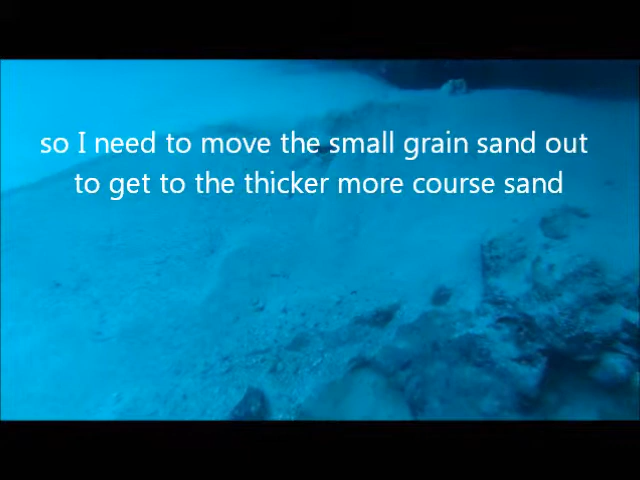 so I need to move the small grain sand out
to get to the thicker more course sand